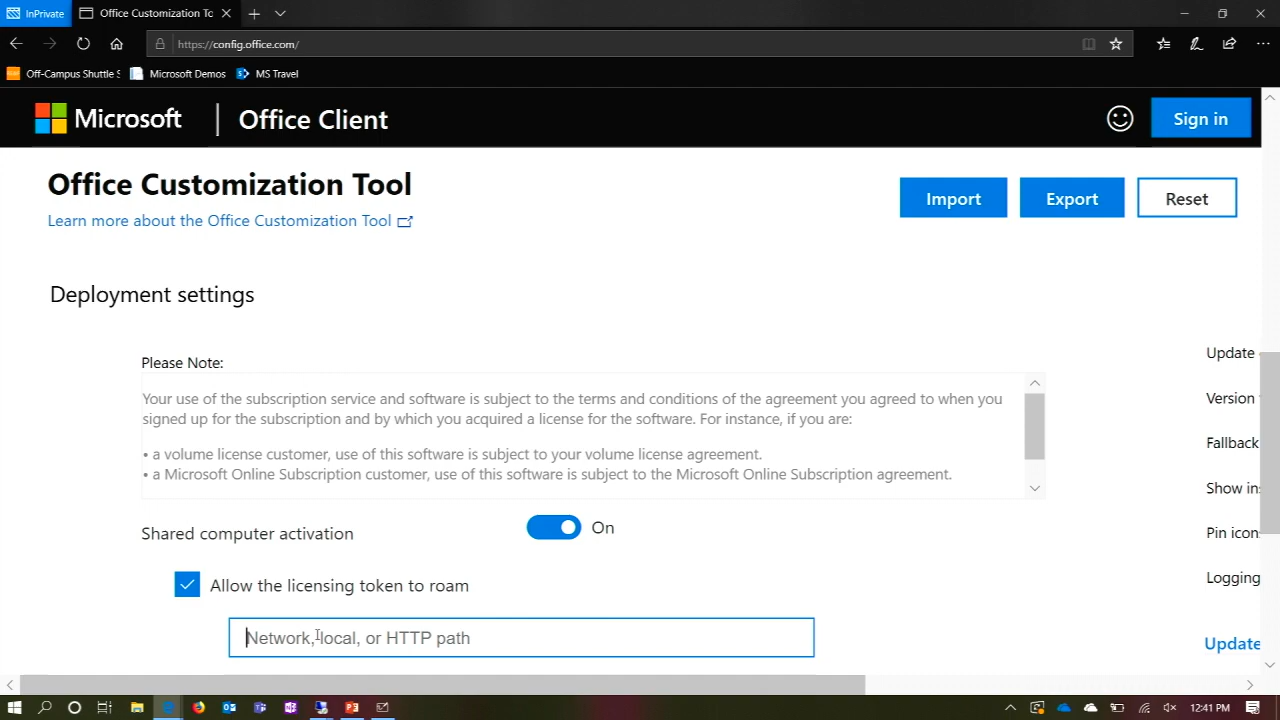 InPrivate
Office Customization To
https://config.office.com/
Off-Campus Shuttle S
Microsoft Demos
MS Travel
Microsoft
Office Client
Sign in
Office Customization Tool
Import
Export
Reset
Learn more about the Office Customization Tool
Deployment settings
Please Note:
Your use of the subscription service and software is subject to the terms and conditions of the agreement you agreed to when you
signed up for the subscription and by which you acquired a license for the software. For instance, if you are:
• a volume license customer, use of this software is subject to your volume license agreement.
• a Microsoft Online Subscription customer, use of this software is subject to the Microsoft Online Subscription agreement.
Shared computer activation
On
Allow the licensing token to roam
Network, local, or HTTP path
Update
Version
Fallback
Show in
Pin icon
Logging
Update
12:41 PM